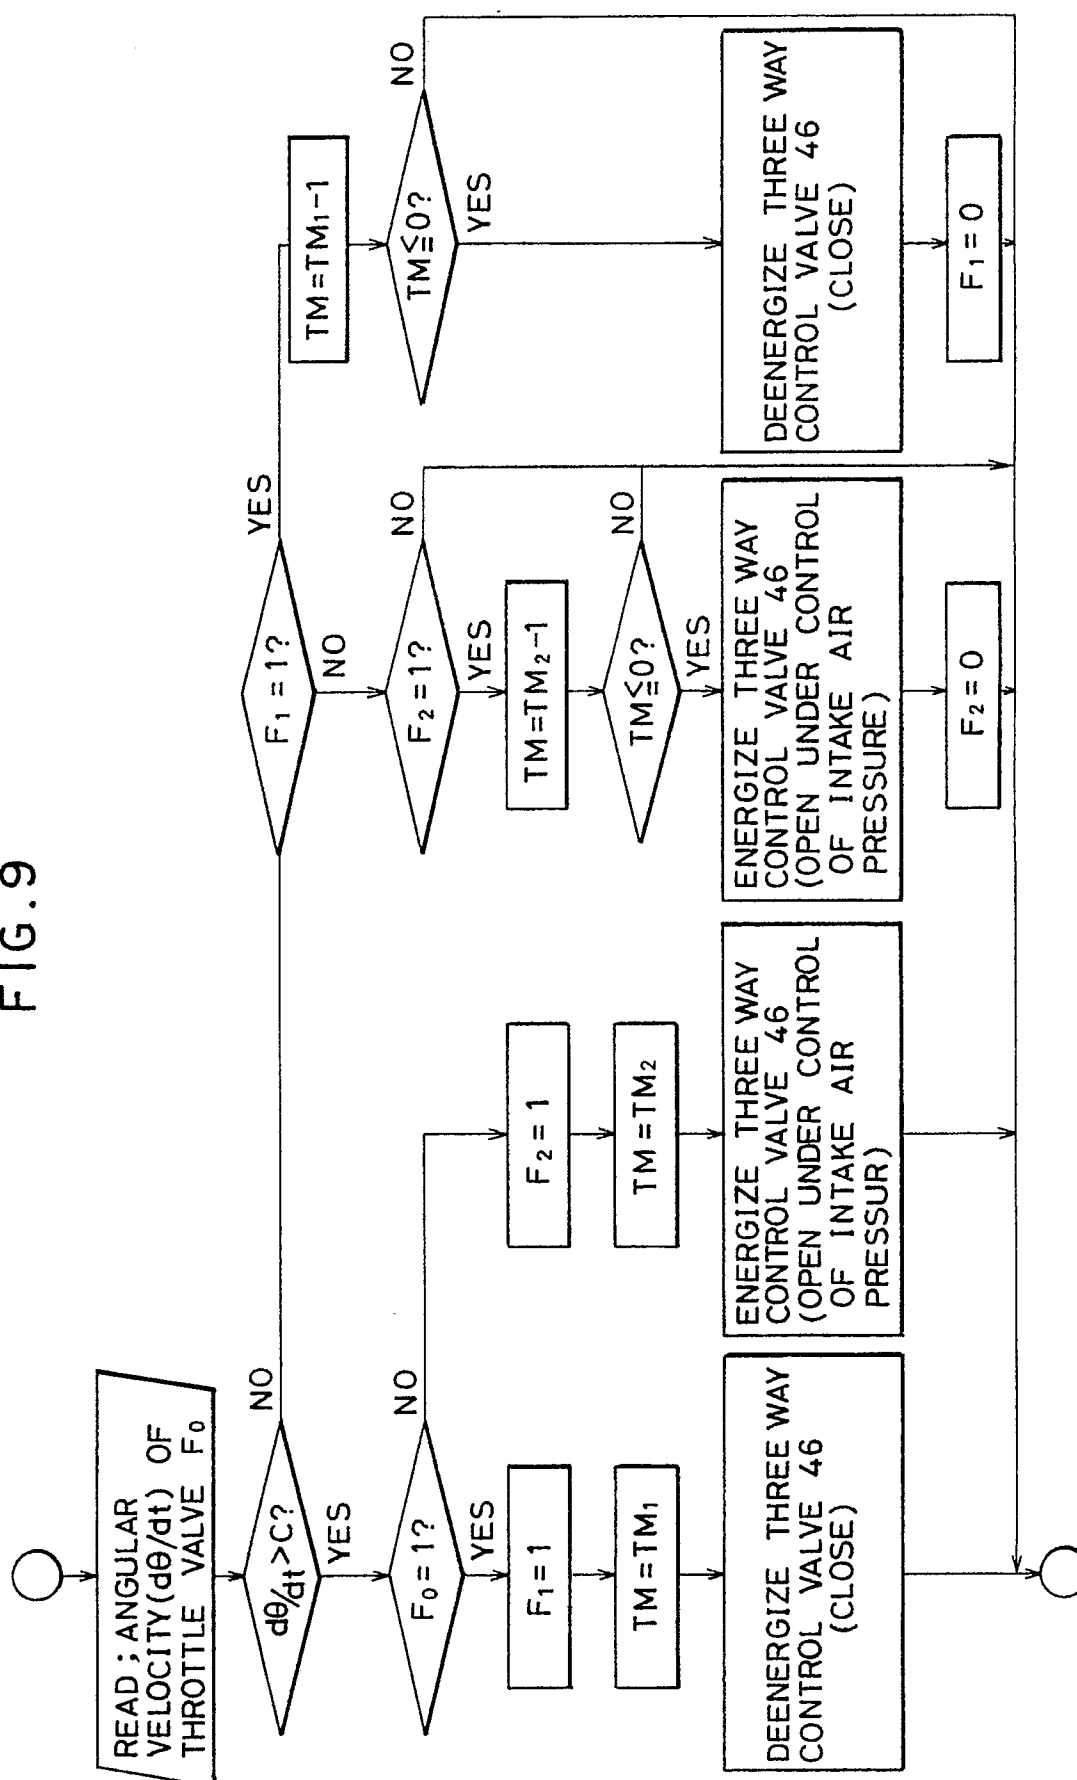 FIG.9
READ ; ANGULAR
VELOCITY(dθ/dt) OF
THROTTLE VALVE F₀
dθ/dt >C?
NO
YES
F₀=1?
NO
YES
F₁=1
TM=TM₁
DEENERGIZE THREE WAY
CONTROL VALVE 46
(CLOSE)
F₂=1
TM=TM₂
ENERGIZE THREE WAY
CONTROL VALVE 46
(OPEN UNDER CONTROL
OF INTAKE AIR
PRESSUR)
F₁=1?
YES
NO
F₂=1?
NO
YES
TM=TM₂-1
TM≦0?
NO
YES
ENERGIZE THREE WAY
CONTROL VALVE 46
(OPEN UNDER CONTROL
OF INTAKE AIR
PRESSURE)
F₂=0
TM=TM₁-1
TM≦0?
NO
YES
DEENERGIZE THREE WAY
CONTROL VALVE 46
(CLOSE)
F₁=0